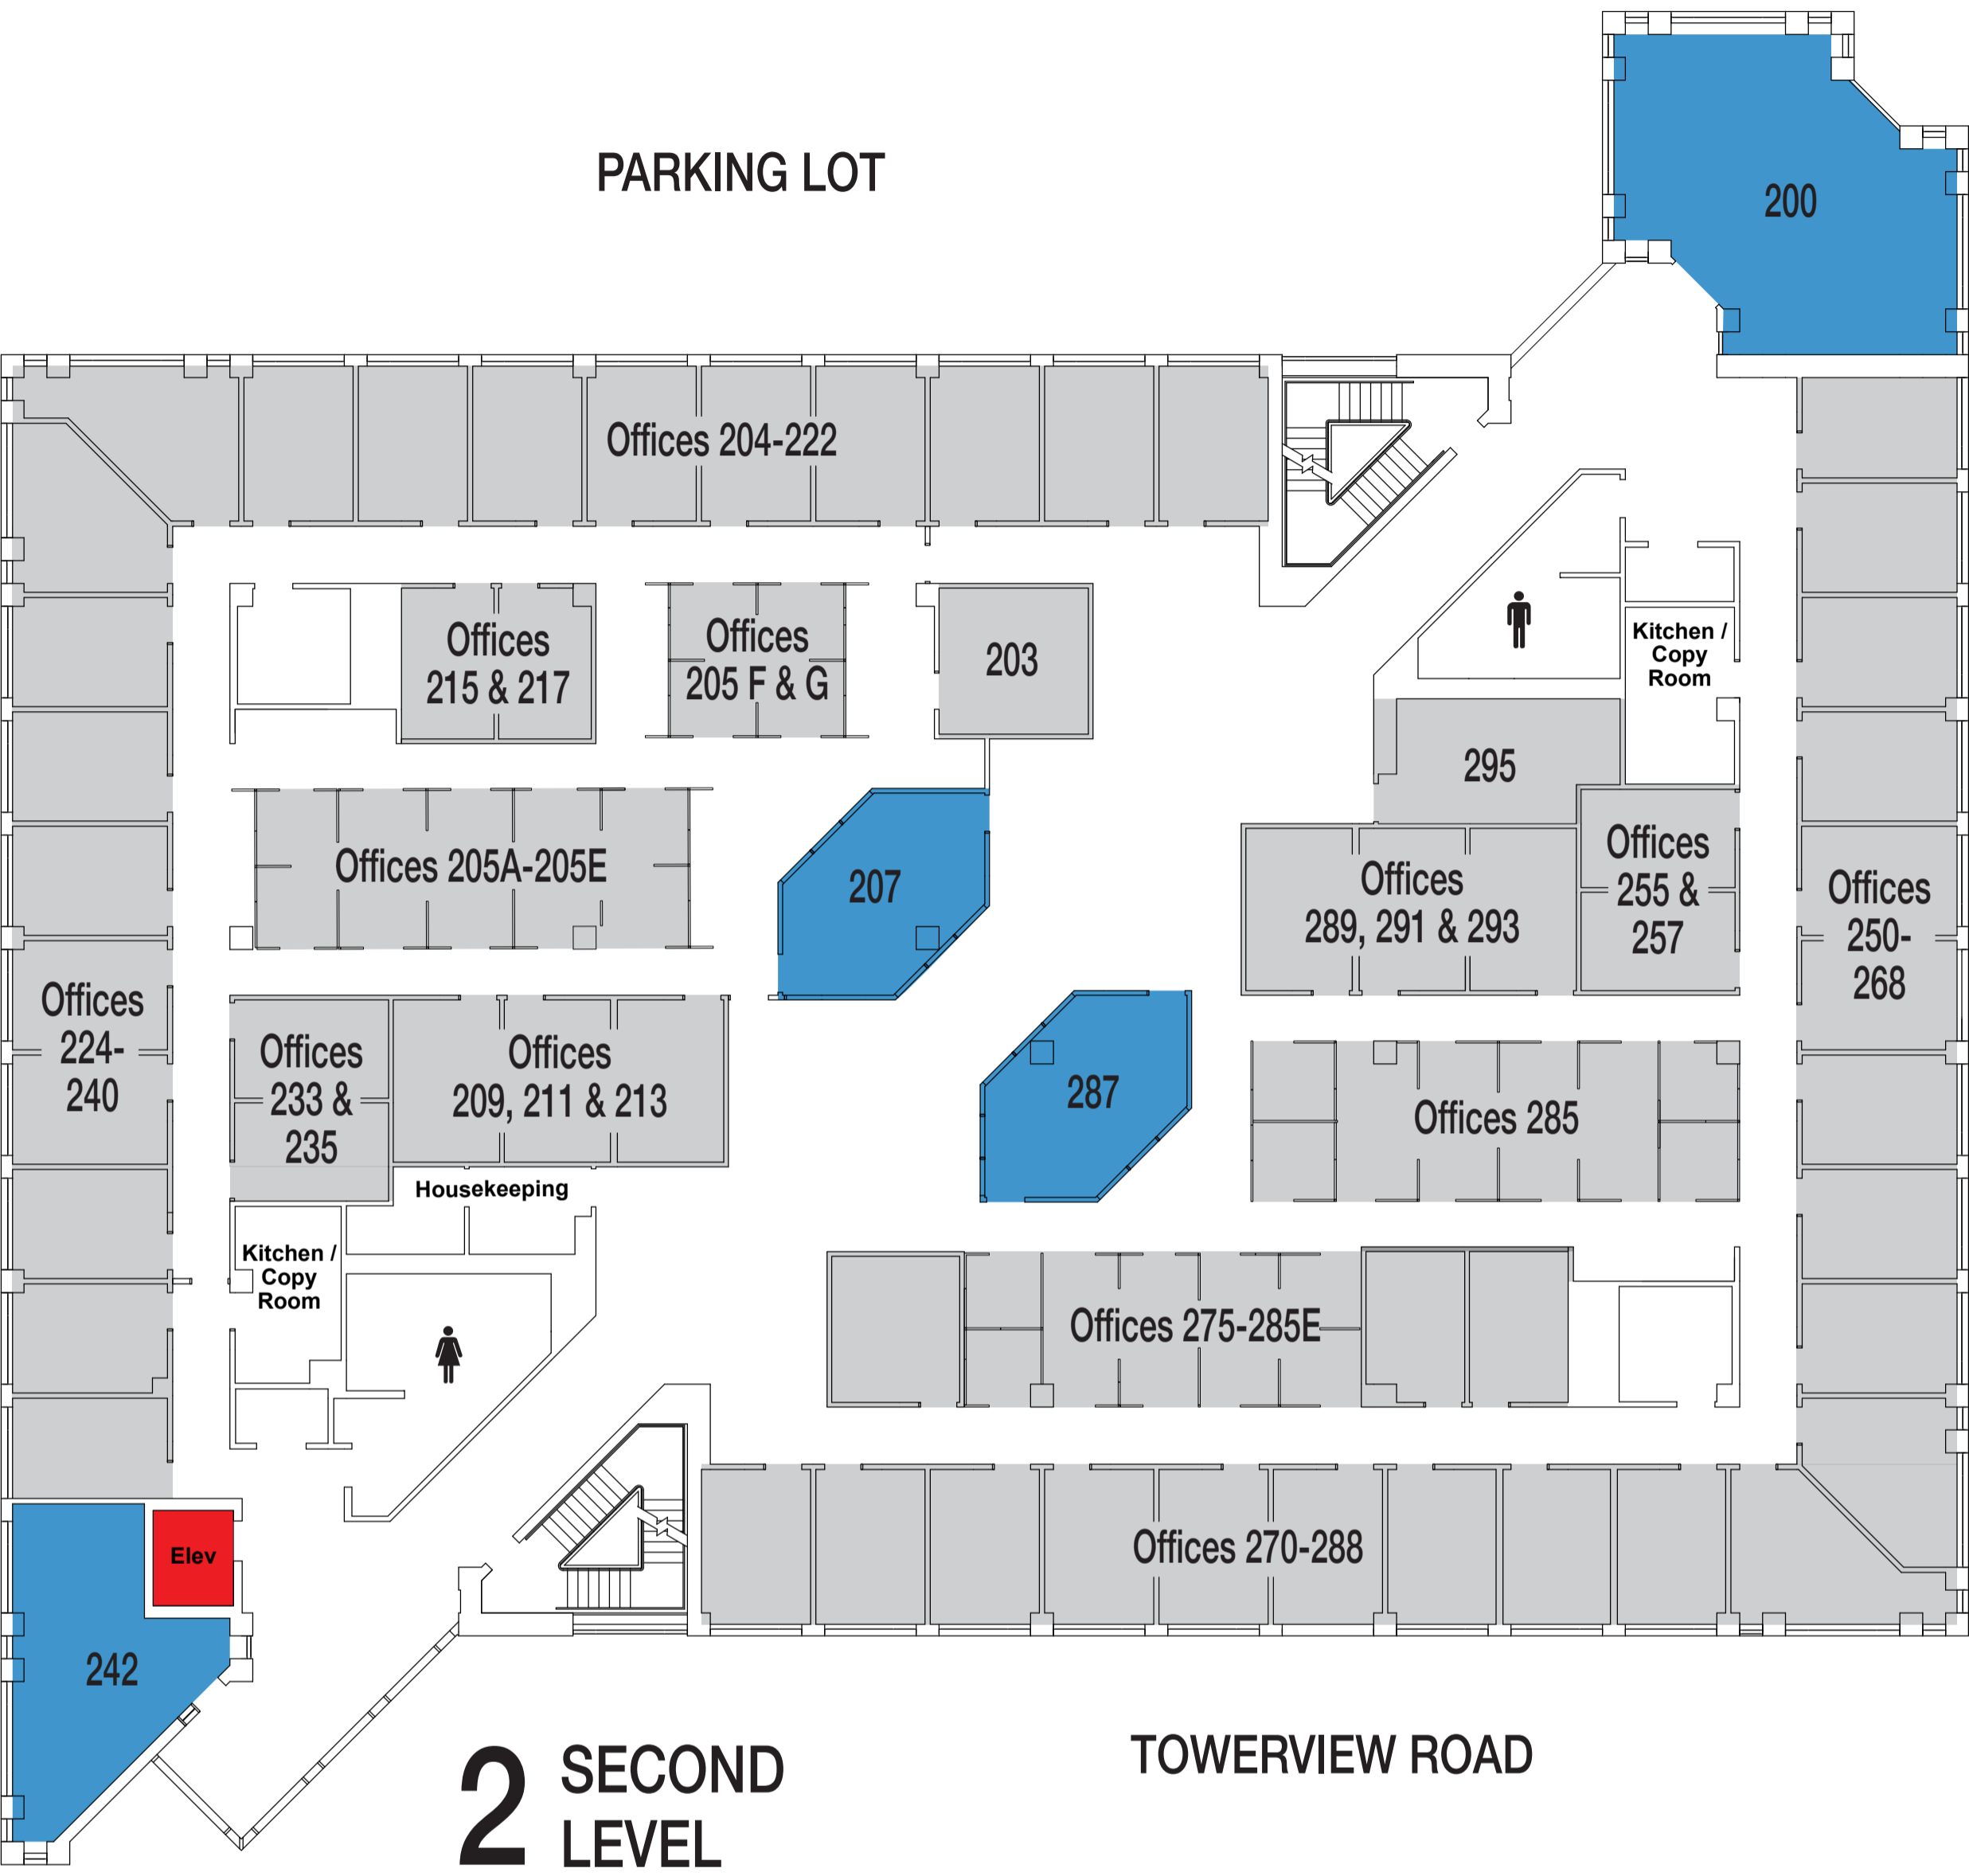 PARKING LOT
200
Offices 204-222
Offices
215 & 217
Offices
205 F & G
203
Kitchen /
Copy
Room
295
Offices 205A-205E
207
Offices
289, 291 & 293
Offices
255 &
257
Offices
250-
268
Offices
224-
240
Offices
233 &
235
Offices
209, 211 & 213
287
Offices 285
Housekeeping
Kitchen /
Copy
Room
Offices 275-285E
Elev
Offices 270-288
242
2
SECOND
LEVEL
TOWERVIEW ROAD